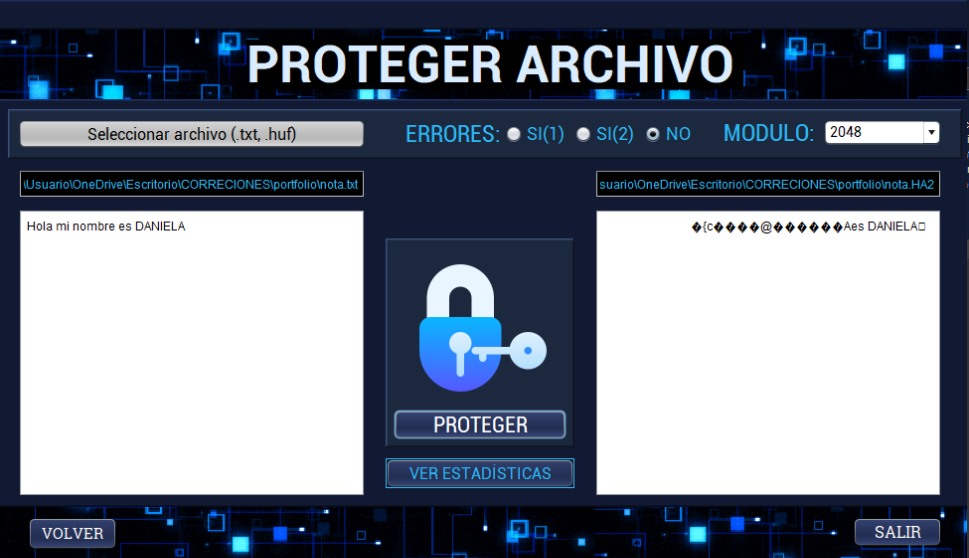 PROTEGER ARCHIVO
Seleccionar archivo (.txt, .huf)
ERRORES: SI(1) SI(2) NO
MODULO: 2048
\Usuario\OneDrive\Escritorio\CORRECIONES\portfolio\nota.txt
suario\OneDrive\Escritorio\CORRECIONES\portfolio\nota.HA2
Hola mi nombre es DANIELA
�{c����@������Aes DANIELA□
PROTEGER
VER ESTADÍSTICAS
VOLVER
SALIR